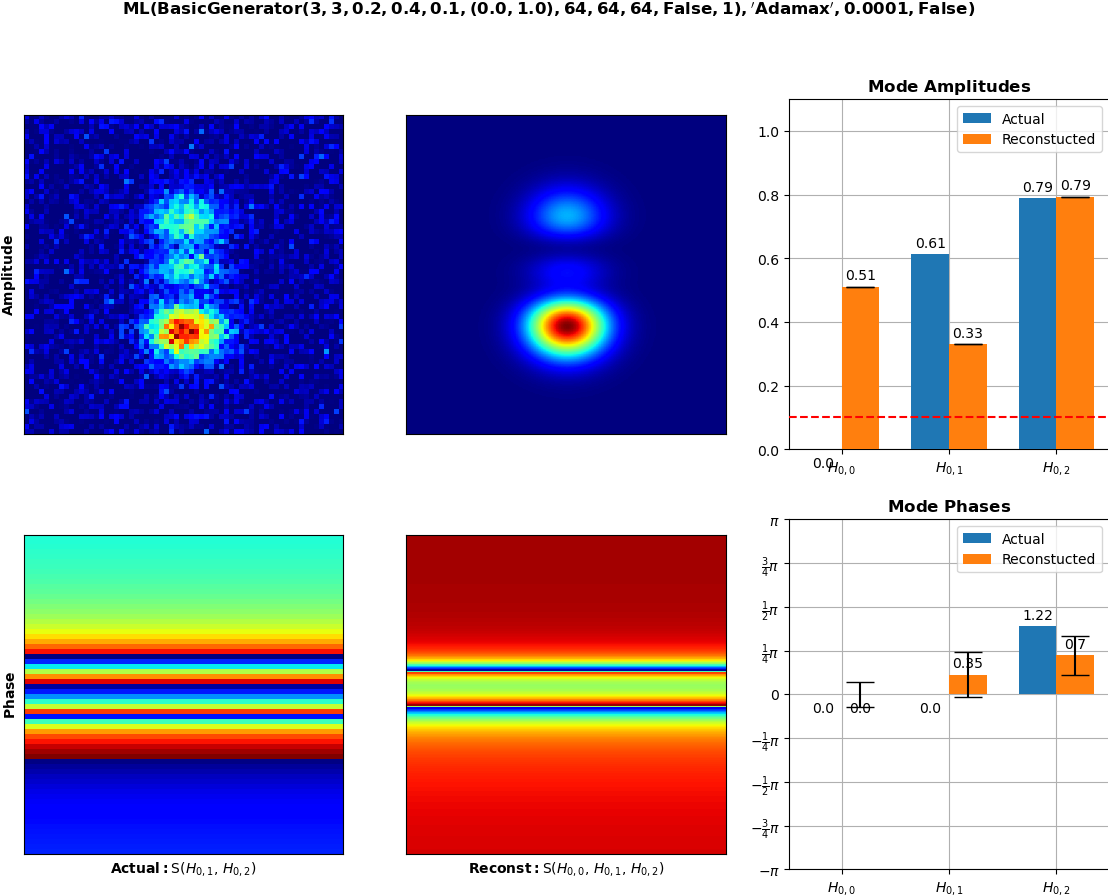 ML(BasicGenerator(3, 3, 0.2, 0.4, 0.1, (0.0, 1.0), 64, 64, 64, False, 1), 'Adamax', 0.0001, False)
Amplitude
Mode Amplitudes
Actual
Reconstucted
1.0
0.8
0.6
0.4
0.2
0.0
0.0
0.51
0.61
0.33
0.79
0.79
H0,0
H0,1
H0,2
Phase
Actual: S(H0,1, H0,2)
Reconst: S(H0,0, H0,1, H0,2)
Mode Phases
Actual
Reconstucted
π
3/4π
1/2π
1/4π
0
−1/4π
−1/2π
−3/4π
−π
0.0
0.0
0.0
0.35
1.22
0.7
H0,0
H0,1
H0,2